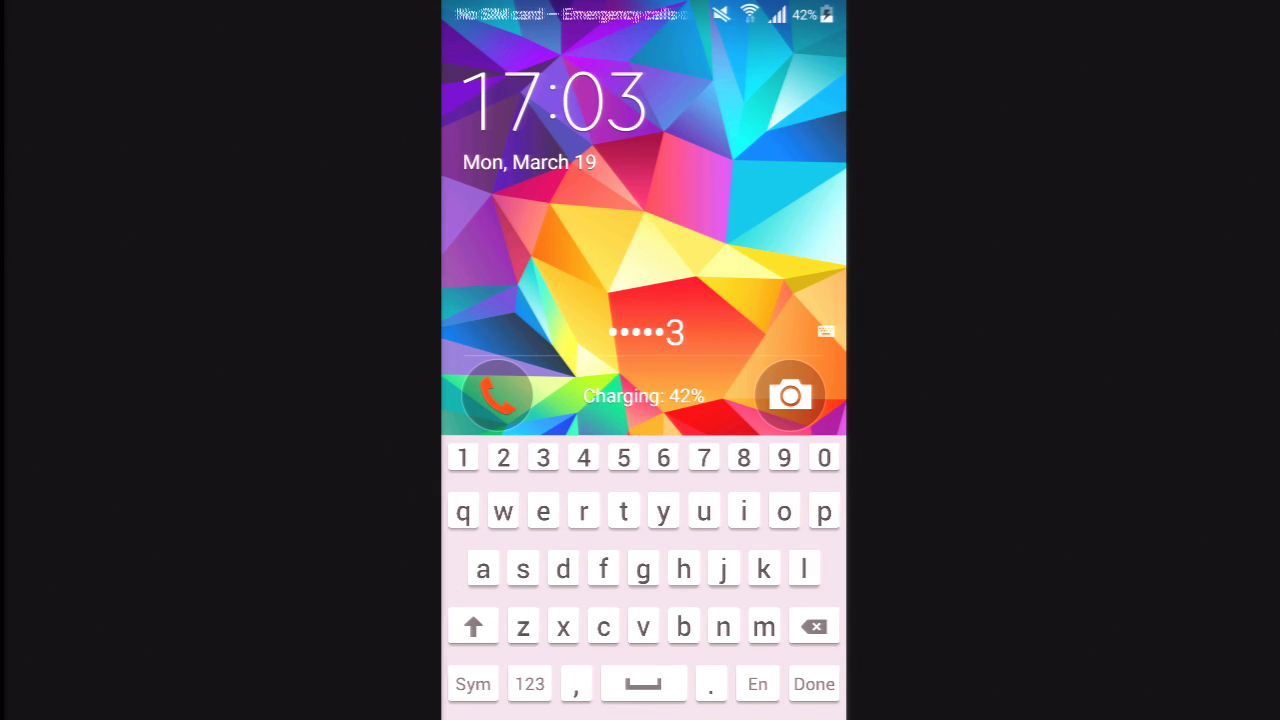 No SIM card — Emergency calls
42%
17:03
Mon, March 19
•••••3
Charging: 42%
1 2 3 4 5 6 7 8 9 0
q w e r t y u i o p
a s d f g h j k l
z x c v b n m
Sym 123 , . En Done